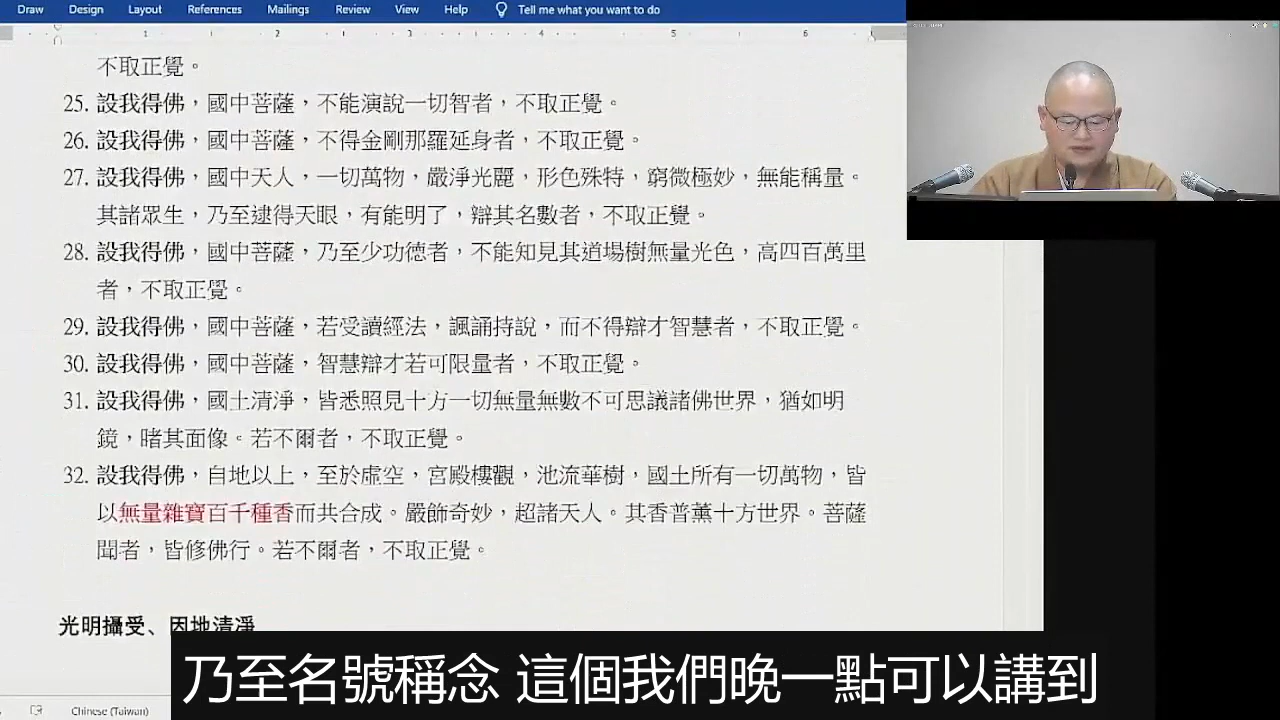 Draw Design Layout References Mailings Review View Help Tell me what you want to do
1 2 3 4 5 6
不取正覺。
25. 設我得佛，國中菩薩，不能演說一切智者，不取正覺。
26. 設我得佛，國中菩薩，不得金剛那羅延身者，不取正覺。
27. 設我得佛，國中天人，一切萬物，嚴淨光麗，形色殊特，窮微極妙，無能稱量。
其諸眾生，乃至逮得天眼，有能明了，辯其名數者，不取正覺。
28. 設我得佛，國中菩薩，乃至少功德者，不能知見其道場樹無量光色，高四百萬里
者，不取正覺。
29. 設我得佛，國中菩薩，若受讀經法，諷誦持說，而不得辯才智慧者，不取正覺。
30. 設我得佛，國中菩薩，智慧辯才若可限量者，不取正覺。
31. 設我得佛，國土清淨，皆悉照見十方一切無量無數不可思議諸佛世界，猶如明
鏡，睹其面像。若不爾者，不取正覺。
32. 設我得佛，自地以上，至於虛空，宮殿樓觀，池流華樹，國土所有一切萬物，皆
以無量雜寶百千種香而共合成。嚴飾奇妙，超諸天人。其香普薰十方世界。菩薩
聞者，皆修佛行。若不爾者，不取正覺。
光明攝受、因地清淨
乃至名號稱念 這個我們晚一點可以講到
Chinese (Taiwan)